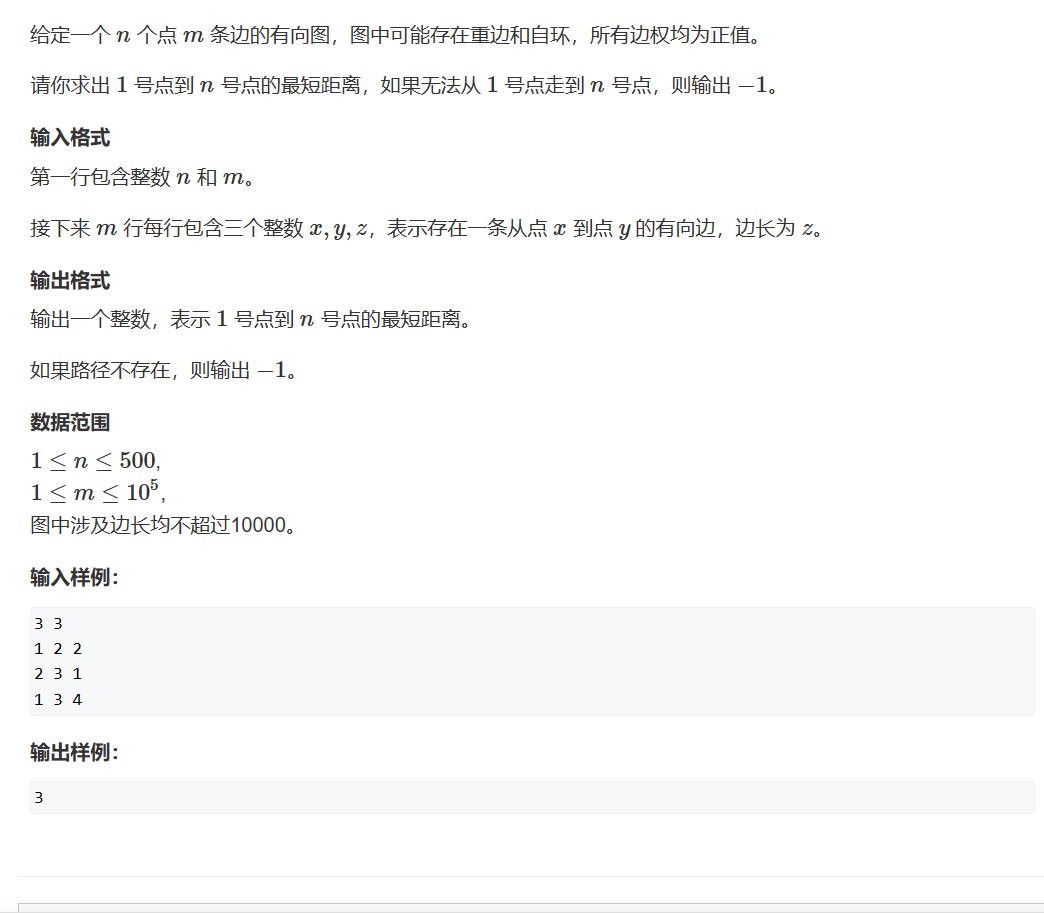 给定一个 n 个点 m 条边的有向图，图中可能存在重边和自环，所有边权均为正值。
请你求出 1 号点到 n 号点的最短距离，如果无法从 1 号点走到 n 号点，则输出 −1。
输入格式
第一行包含整数 n 和 m。
接下来 m 行每行包含三个整数 x, y, z，表示存在一条从点 x 到点 y 的有向边，边长为 z。
输出格式
输出一个整数，表示 1 号点到 n 号点的最短距离。
如果路径不存在，则输出 −1。
数据范围
1 ≤ n ≤ 500,
1 ≤ m ≤ 10⁵,
图中涉及边长均不超过10000。
输入样例：
3 3
1 2 2
2 3 1
1 3 4
输出样例：
3